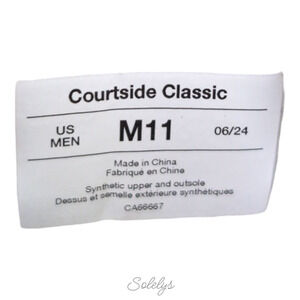 Courtside Classic
US
MEN
M11
06/24
Made in China
Fabriqué en Chine
Synthetic upper and outsole
Dessus et semelle extérieure synthétiques
CA66667
Solelys